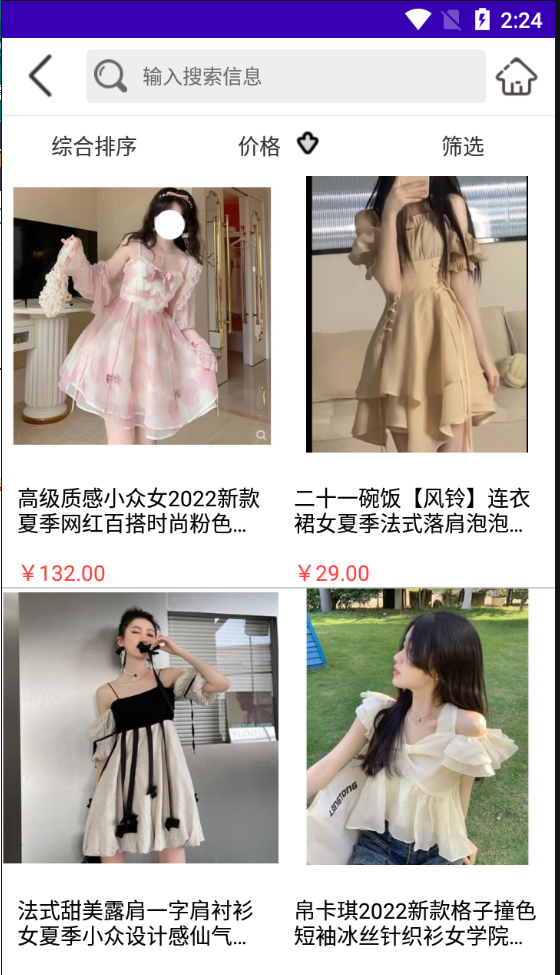 2:24
输入搜索信息
综合排序 价格 筛选
高级质感小众女2022新款
夏季网红百搭时尚粉色...
￥132.00
二十一碗饭【风铃】连衣
裙女夏季法式落肩泡泡...
￥29.00
LONGTONG
法式甜美露肩一字肩衬衫
女夏季小众设计感仙气...
帛卡琪2022新款格子撞色
短袖冰丝针织衫女学院...